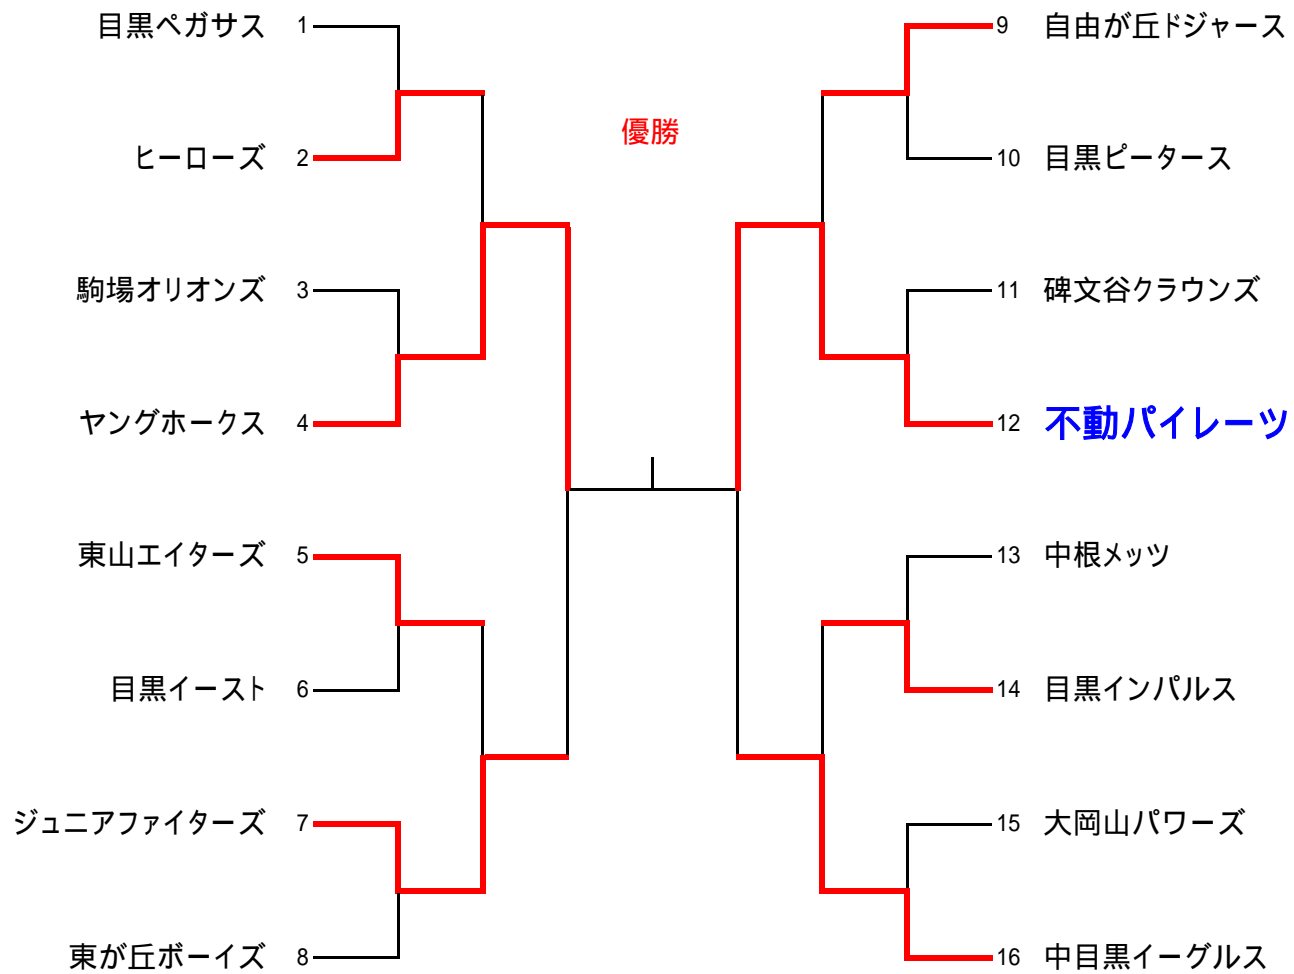 目黒ペガサス 1
ヒーローズ 2
駒場オリオンズ 3
ヤングホークス 4
東山エイターズ 5
目黒イースト 6
ジュニアファイターズ 7
東が丘ボーイズ 8
優勝
9 自由が丘ドジャース
10 目黒ピータース
11 碑文谷クラウンズ
12 不動パイレーツ
13 中根メッツ
14 目黒インパルス
15 大岡山パワーズ
16 中目黒イーグルス